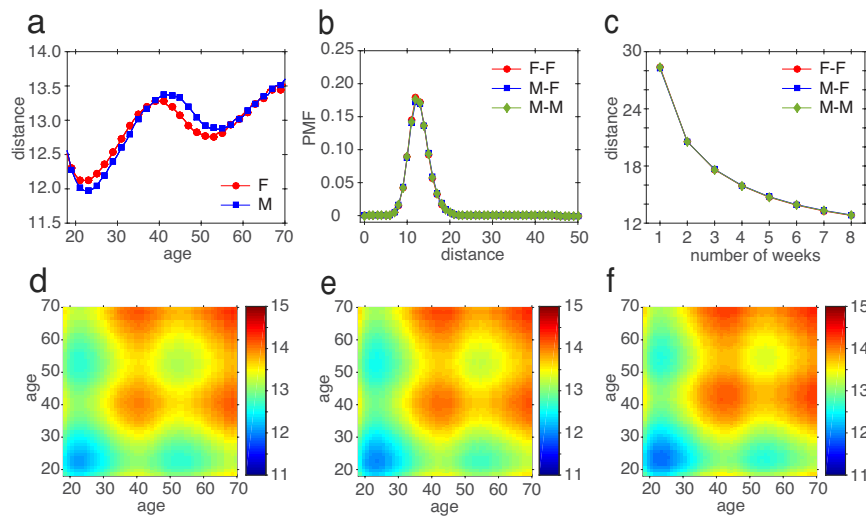 a
14.0
13.5
13.0
12.5
12.0
11.5
distance
20 30 40 50 60 70
age
F
M
b
0.25
0.20
0.15
0.10
0.05
0
PMF
0 10 20 30 40 50
distance
F-F
M-F
M-M
c
30
24
18
12
distance
1 2 3 4 5 6 7 8
number of weeks
F-F
M-F
M-M
d
70
60
50
40
30
20
age
20 30 40 50 60 70
age
15
14
13
12
11
e
70
60
50
40
30
20
age
20 30 40 50 60 70
age
15
14
13
12
11
f
70
60
50
40
30
20
age
20 30 40 50 60 70
age
15
14
13
12
11